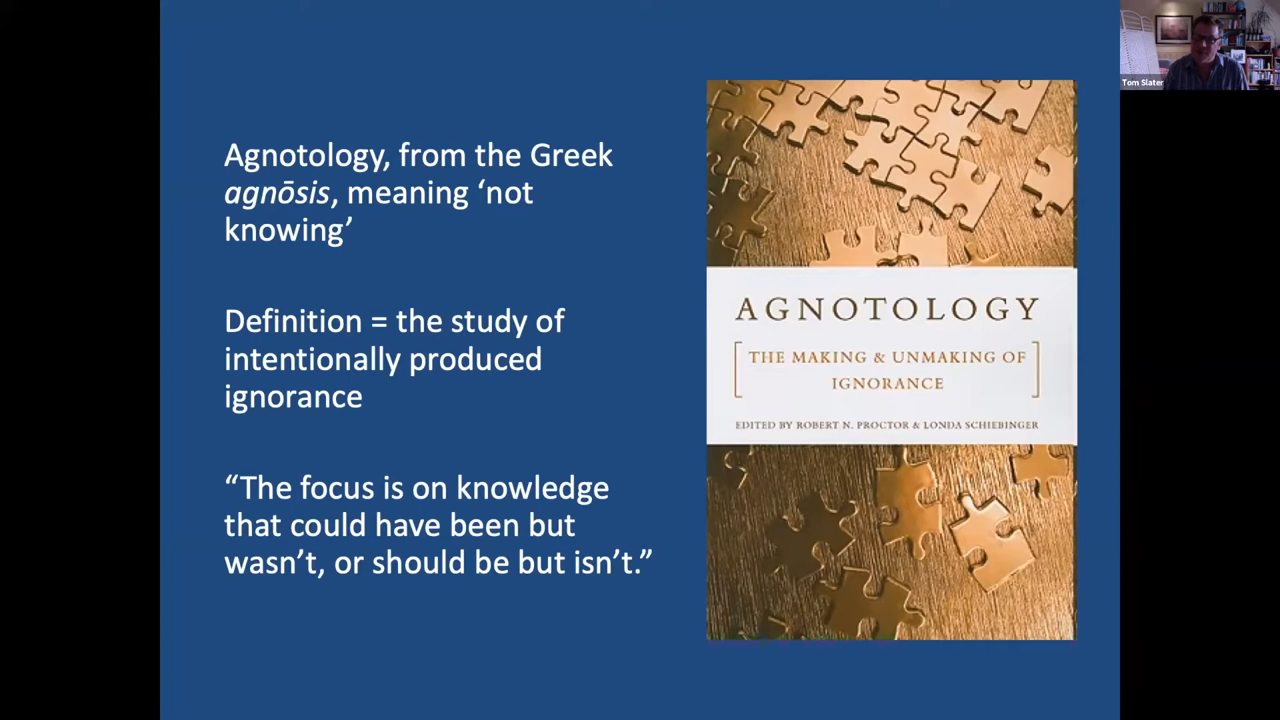 Agnotology, from the Greek
agnōsis, meaning ‘not
knowing’
Definition = the study of
intentionally produced
ignorance
“The focus is on knowledge
that could have been but
wasn’t, or should be but isn’t.”
AGNOTOLOGY
THE MAKING & UNMAKING OF
IGNORANCE
EDITED BY ROBERT N. PROCTOR & LONDA SCHIEBINGER
Tom Slater